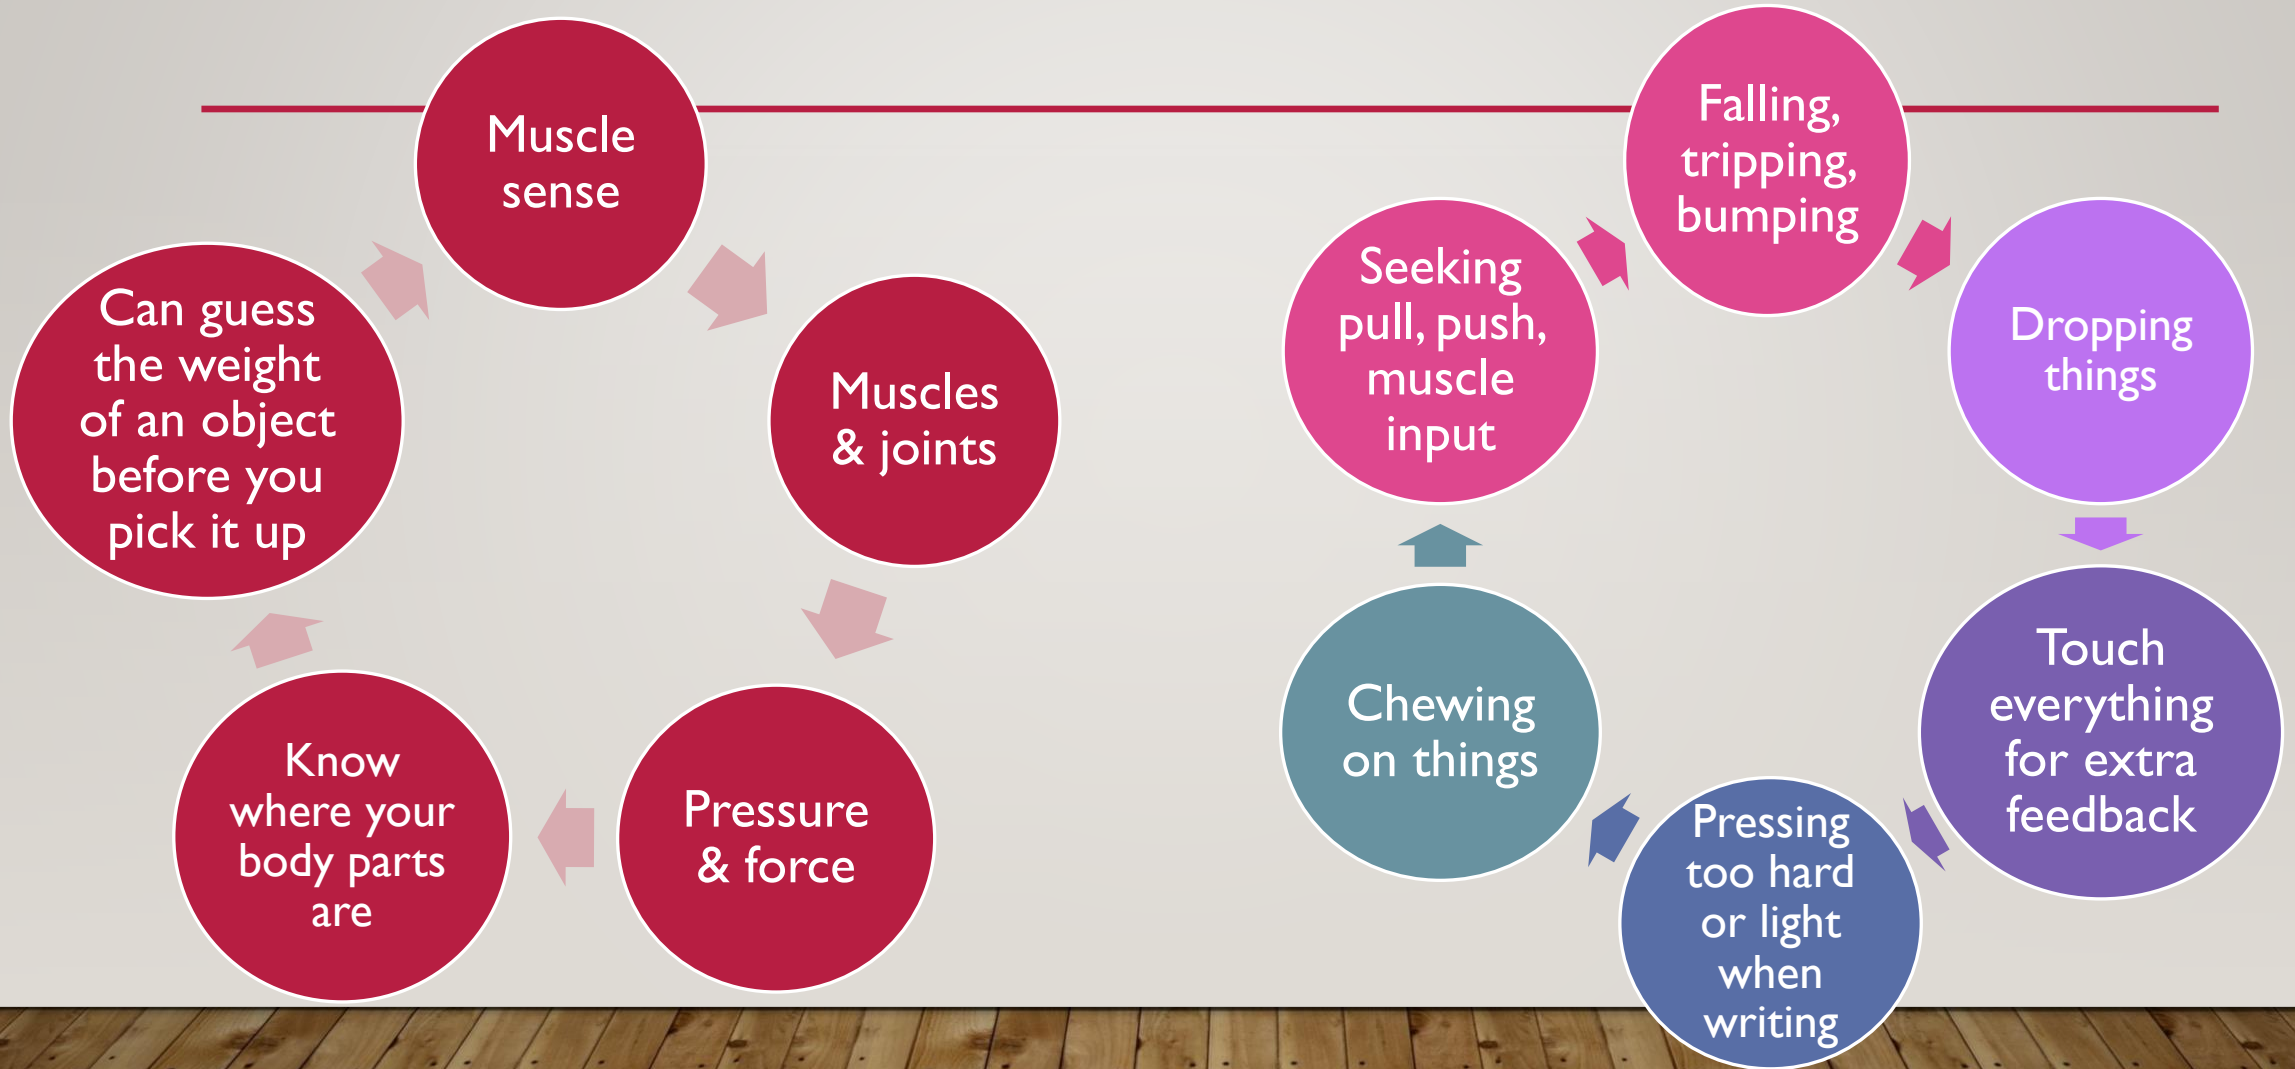 Muscle
sense
Muscles
& joints
Pressure
& force
Know
where your
body parts
are
Can guess
the weight
of an object
before you
pick it up
Falling,
tripping,
bumping
Dropping
things
Touch
everything
for extra
feedback
Pressing
too hard
or light
when
writing
Chewing
on things
Seeking
pull, push,
muscle
input